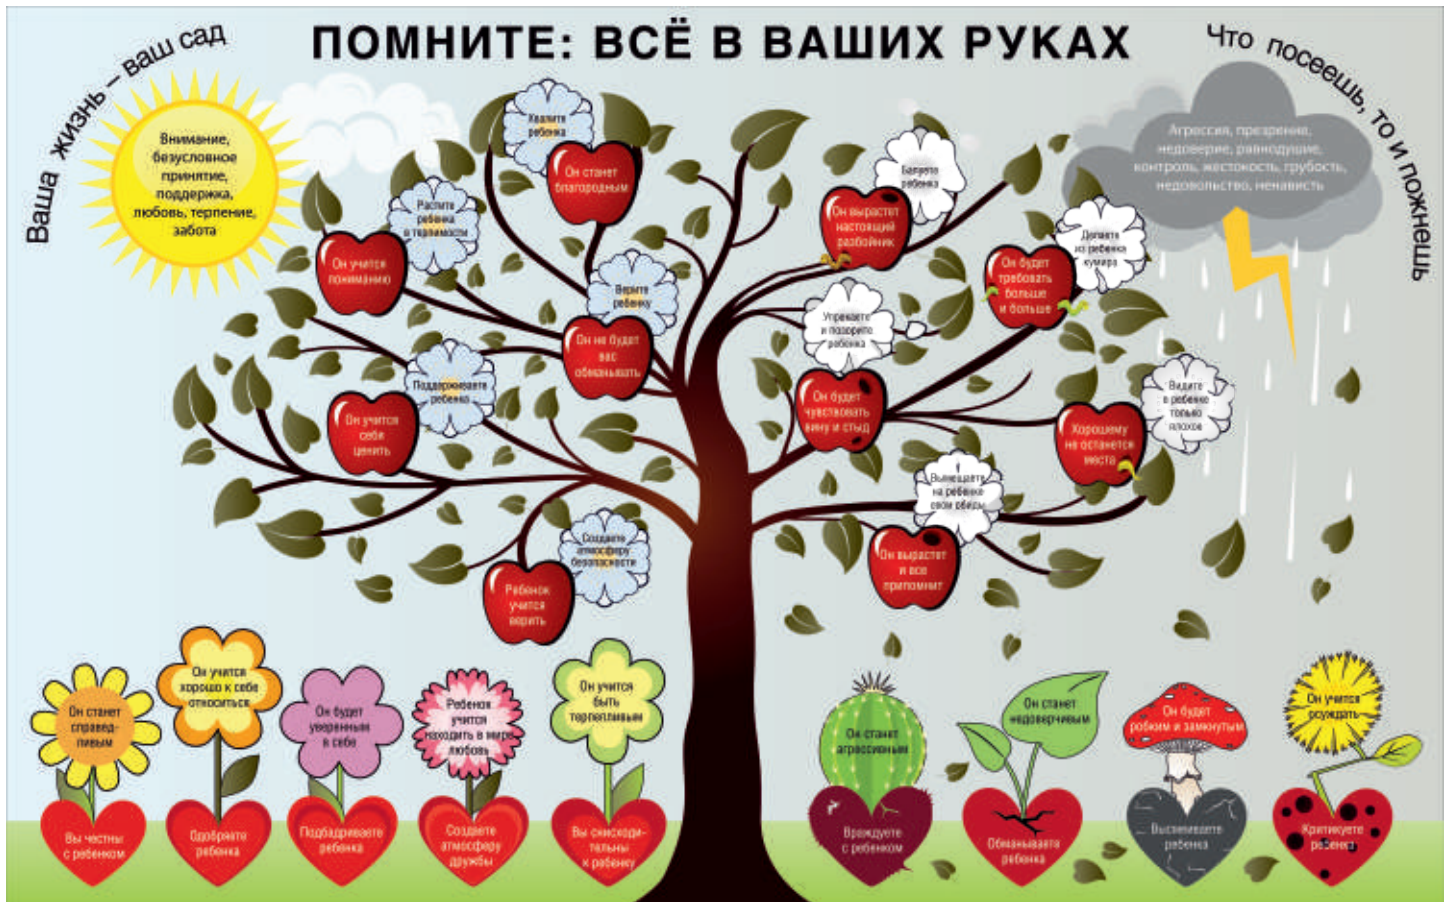 ПОМНИТЕ: ВСЁ В ВАШИХ РУКАХ
Ваша жизнь – ваш сад
Что посеешь, то и пожнешь
Внимание,
безусловное
принятие,
поддержка,
любовь, терпение,
забота
Агрессия, презрение,
недоверие, равнодушие,
контроль, жестокость, грубость,
недовольство, ненависть
Хвалите
ребенка
Он станет
благородным
Растите
ребенка
в терпимости
Он учится
пониманию
Верите
ребенку
Он не будет
вас
обманывать
Поддерживаете
ребенка
Он учится
себя
ценить
Создаете
атмосферу
безопасности
Ребенок
учится
верить
Балуете
ребенка
Он вырастет
настоящий
разбойник
Делаете
из ребенка
кумира
Он будет
требовать
больше
и больше
Упрекаете
и позорите
ребенка
Он будет
чувствовать
вину и стыд
Видите
в ребенке
только
плохое
Хорошему
не останется
места
Вымещаете
на ребенке
свои обиды
Он вырастет
и все
припомнит
Он станет
справед-
ливым
Вы честны
с ребенком
Он учится
хорошо к себе
относиться
Одобряете
ребенка
Он будет
уверенным
в себе
Подбадриваете
ребенка
Ребенок
учится
находить в мире
любовь
Создаете
атмосферу
дружбы
Он учится
быть
терпеливым
Вы снисходи-
тельны
к ребенку
Он станет
агрессивным
Враждуете
с ребенком
Он станет
недоверчивым
Обманываете
ребенка
Он будет
робким и замкнутым
Высмеиваете
ребенка
Он учится
осуждать
Критикуете
ребенка